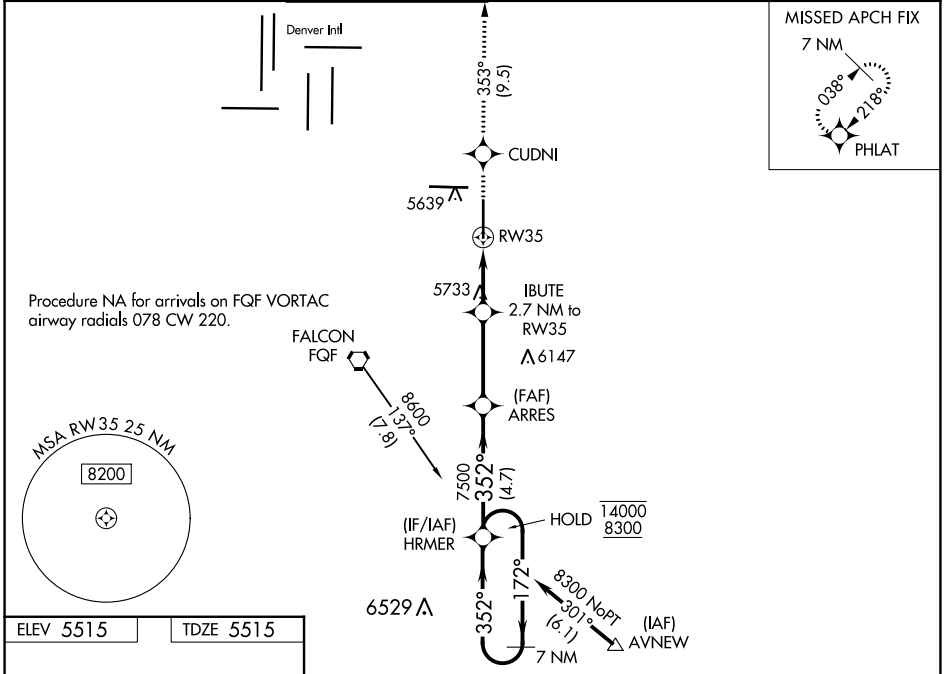 Denver Intl
MISSED APCH FIX
7 NM
038°
218°
PHLAT
353°
(9.5)
CUDNI
5639
RW35
5733
IBUTE
2.7 NM to
RW35
6147
Procedure NA for arrivals on FQF VORTAC
airway radials 078 CW 220.
FALCON
FQF
8600
137°
(7.8)
(FAF)
ARRES
MSA RW35 25 NM
8200
7500
352°
(4.7)
(IF/IAF)
HRMER
HOLD
14000
8300
6529
352°
172°
7 NM
8300 NoPT
301°
(6.1)
(IAF)
AVNEW
ELEV 5515
TDZE 5515